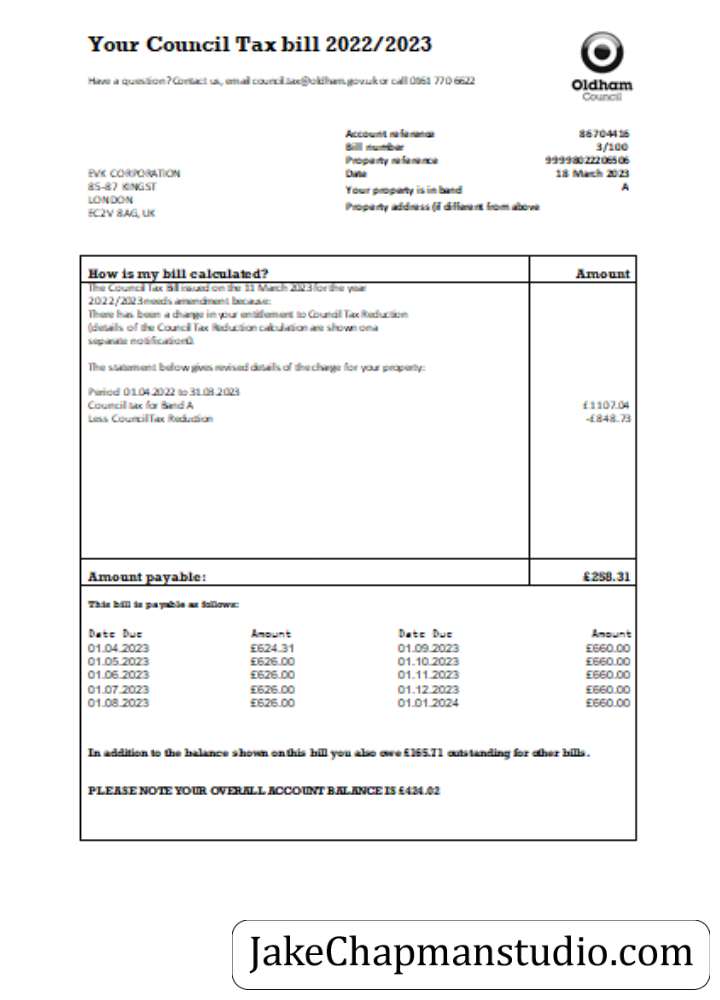 Your Council Tax bill 2022/2023
Have a question? Contact us, email council.tax@oldham.gov.uk or call 0161 770 6622
Oldham
Council
Account reference 86704416
Bill number 3/100
Property reference 99998022206506
Date 18 March 2023
Your property is in band A
Property address (if different from above
EVK CORPORATION
85-87 KINGST
LONDON
EC2V 8AG, UK
How is my bill calculated? Amount
The Council Tax Bill issued on the 11 March 2023 for the year
2022/2023 needs amendment because:
There has been a change in your entitlement to Council Tax Reduction
(details of the Council Tax Reduction calculation are shown on a
separate notification).
The statement below gives revised details of the charge for your property:
Period 01.04.2022 to 31.03.2023
Council tax for Band A £1107.04
Less Council Tax Reduction -£848.73
Amount payable: £258.31
This bill is payable as follows:
Date Due Amount Date Due Amount
01.04.2023 £624.31 01.09.2023 £660.00
01.05.2023 £626.00 01.10.2023 £660.00
01.06.2023 £626.00 01.11.2023 £660.00
01.07.2023 £626.00 01.12.2023 £660.00
01.08.2023 £626.00 01.01.2024 £660.00
In addition to the balance shown on this bill you also owe £165.71 outstanding for other bills.
PLEASE NOTE YOUR OVERALL ACCOUNT BALANCE IS £424.02
JakeChapmanstudio.com